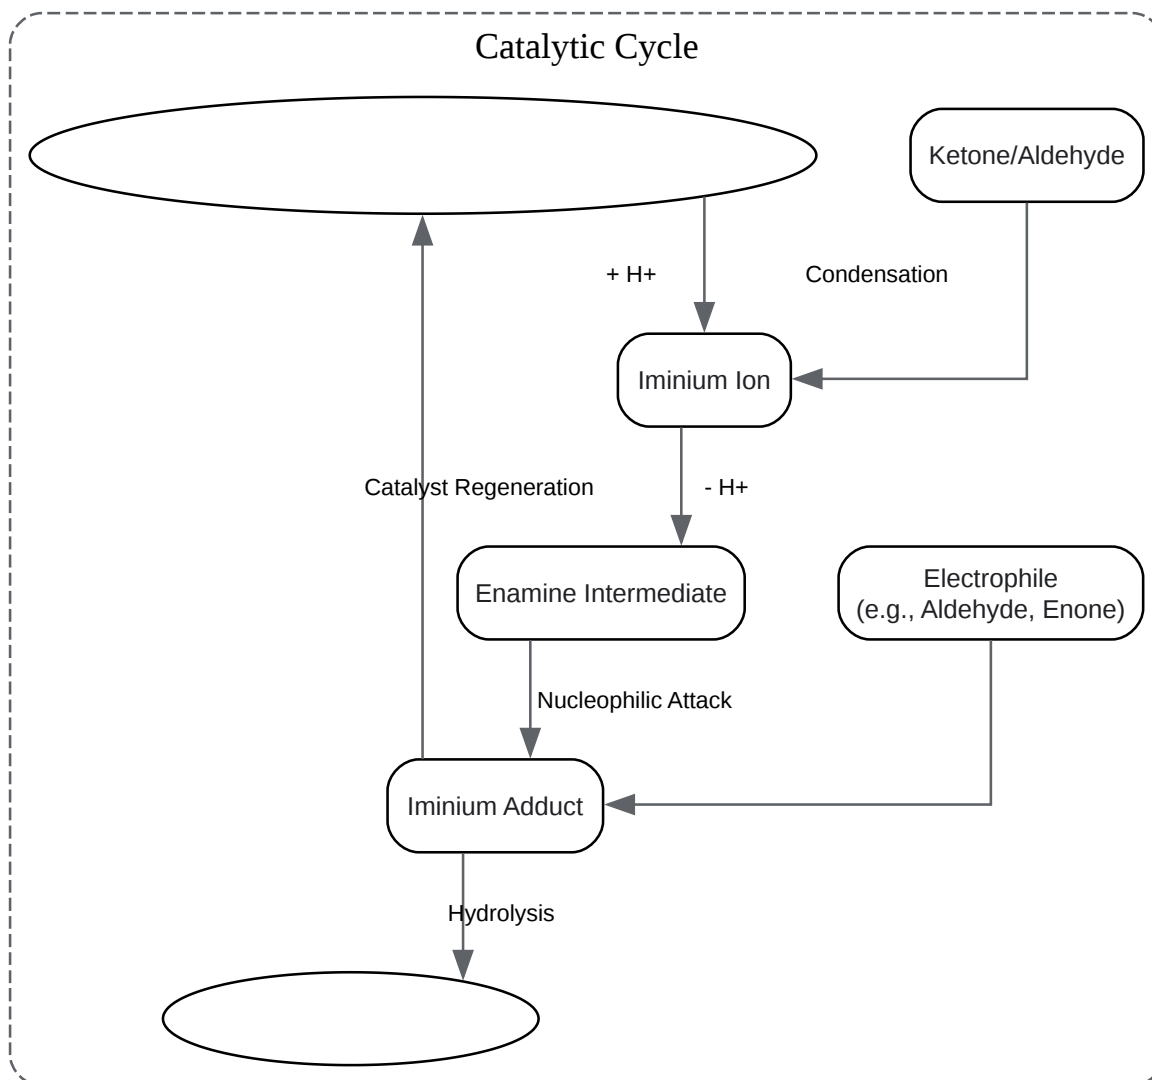 Catalytic Cycle
Ketone/Aldehyde
+ H+
Condensation
Iminium Ion
Catalyst Regeneration
- H+
Enamine Intermediate
Electrophile
(e.g., Aldehyde, Enone)
Nucleophilic Attack
Iminium Adduct
Hydrolysis